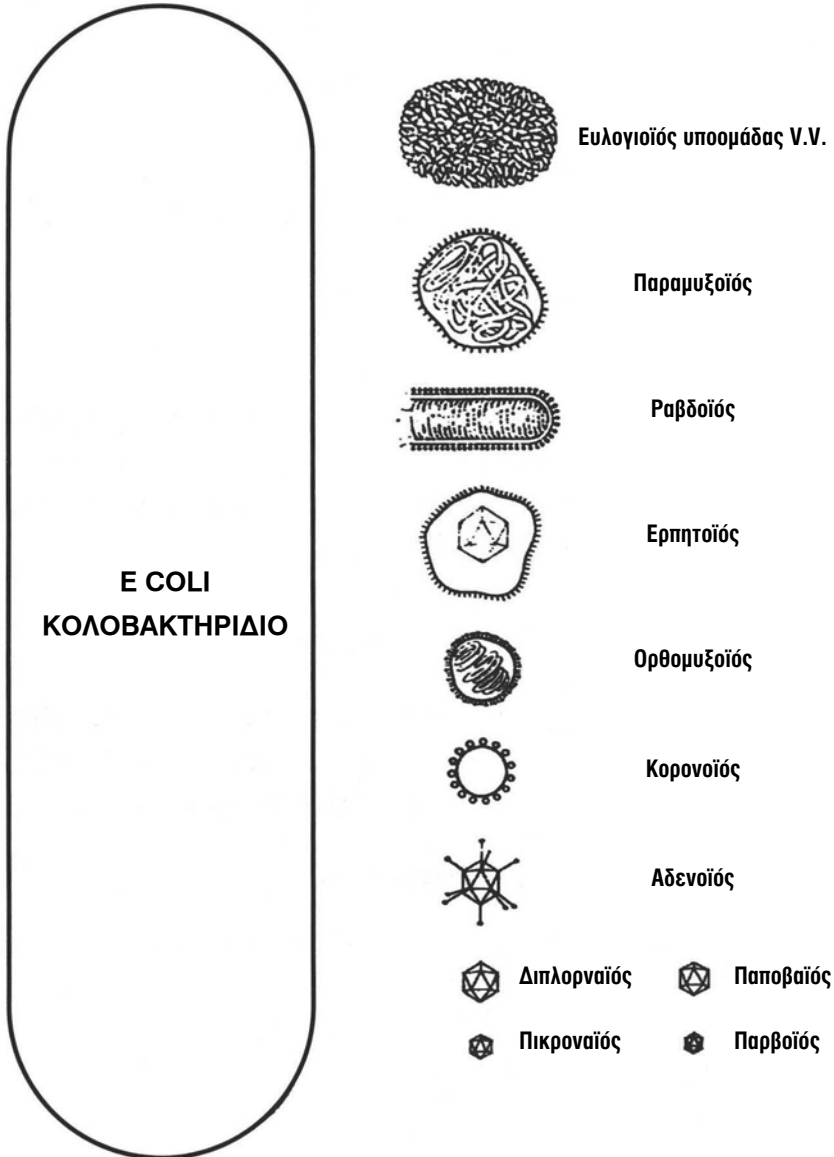 Ευλογιοϊός υποομάδας V.V.
Παραμυξοϊός
Ραβδοϊός
Ερπητοϊός
E COLI
ΚΟΛΟΒΑΚΤΗΡΙΔΙΟ
Ορθομυξοϊός
Κορονοϊός
Αδενοϊός
Διπλορναϊός Παποβαϊός
Πικροναϊός Παρβοϊός